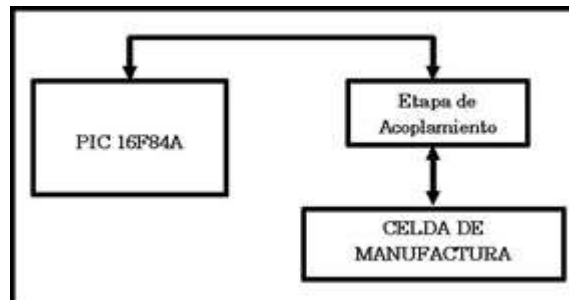 PIC 16F84A
Etapa de
Acoplamiento
CELDA DE
MANUFACTURA